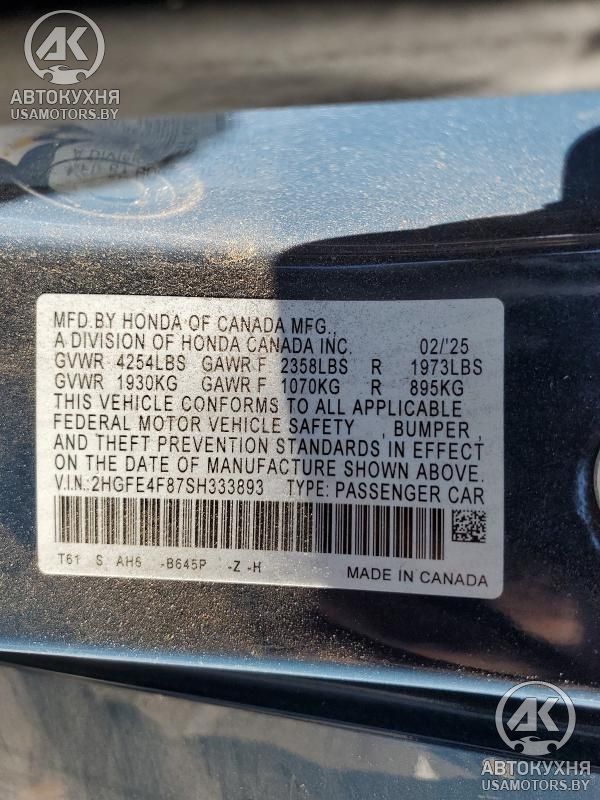 АК
АВТОКУХНЯ
USAMOTORS.BY
MFD.BY HONDA OF CANADA MFG.,
A DIVISION OF HONDA CANADA INC. 02/'25
GVWR 4254LBS GAWR F 2358LBS R 1973LBS
GVWR 1930KG GAWR F 1070KG R 895KG
THIS VEHICLE CONFORMS TO ALL APPLICABLE
FEDERAL MOTOR VEHICLE SAFETY , BUMPER ,
AND THEFT PREVENTION STANDARDS IN EFFECT
ON THE DATE OF MANUFACTURE SHOWN ABOVE.
V.I.N.:2HGFE4F87SH333893 TYPE: PASSENGER CAR
T61 S AH6 -B645P -Z -H
MADE IN CANADA
АК
АВТОКУХНЯ
USAMOTORS.BY